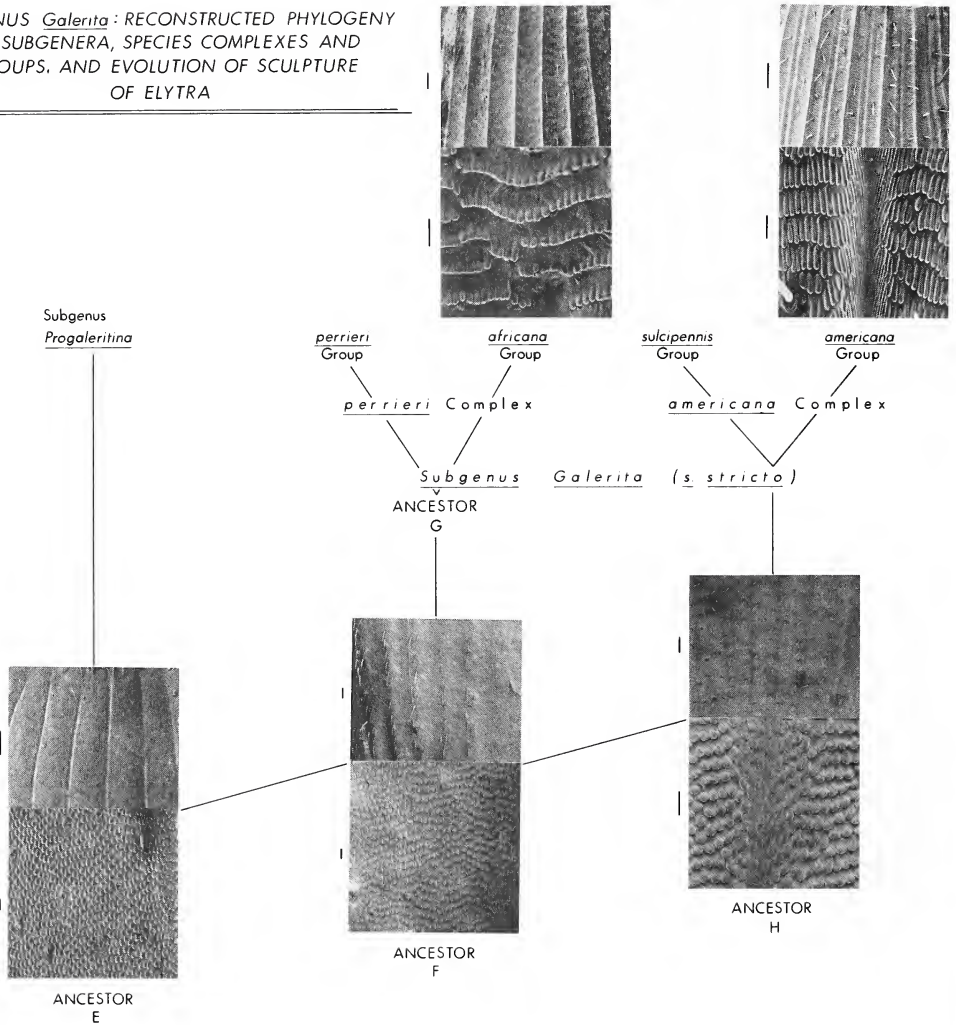 NUS Galerita: RECONSTRUCTED PHYLOGENY
SUBGENERA, SPECIES COMPLEXES AND
OUPS, AND EVOLUTION OF SCULPTURE
OF ELYTRA
Subgenus
Progaleritina
perrieri
Group
africana
Group
sulcipennis
Group
americana
Group
perrieri Complex
americana Complex
Subgenus Galerita (s. stricto)
ANCESTOR
G
ANCESTOR
H
ANCESTOR
F
ANCESTOR
E